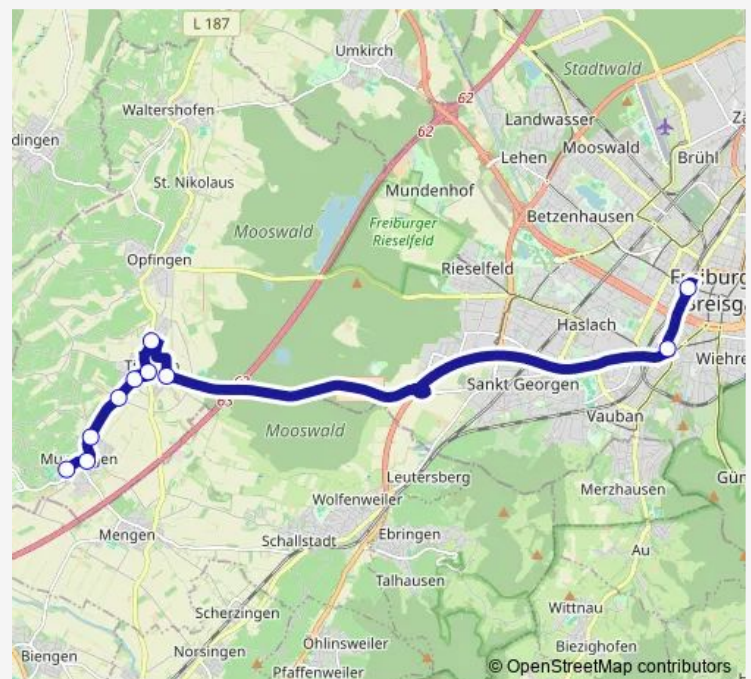 L 187
Umkirch
Stadtwald
Waltershofen
62
62
Landwasser
Mooswald
Lehen
Brühl
St. Nikolaus
Mundenhof
Betzenhausen
Mooswald
Freiburger
Rieselfeld
Opfingen
Rieselfeld
Haslach
Wiehre
Sankt Georgen
Vauban
Mooswald
Leutersberg
Merzhausen
Wolfenweiler
Mengen
Schallstadt
Ebringen
Au
Talhausen
Wittnau
Scherzingen
Biengen
Norsingen
Öhlinsweiler
Biezighofen
Pfaffenweiler
© OpenStreetMap contributors